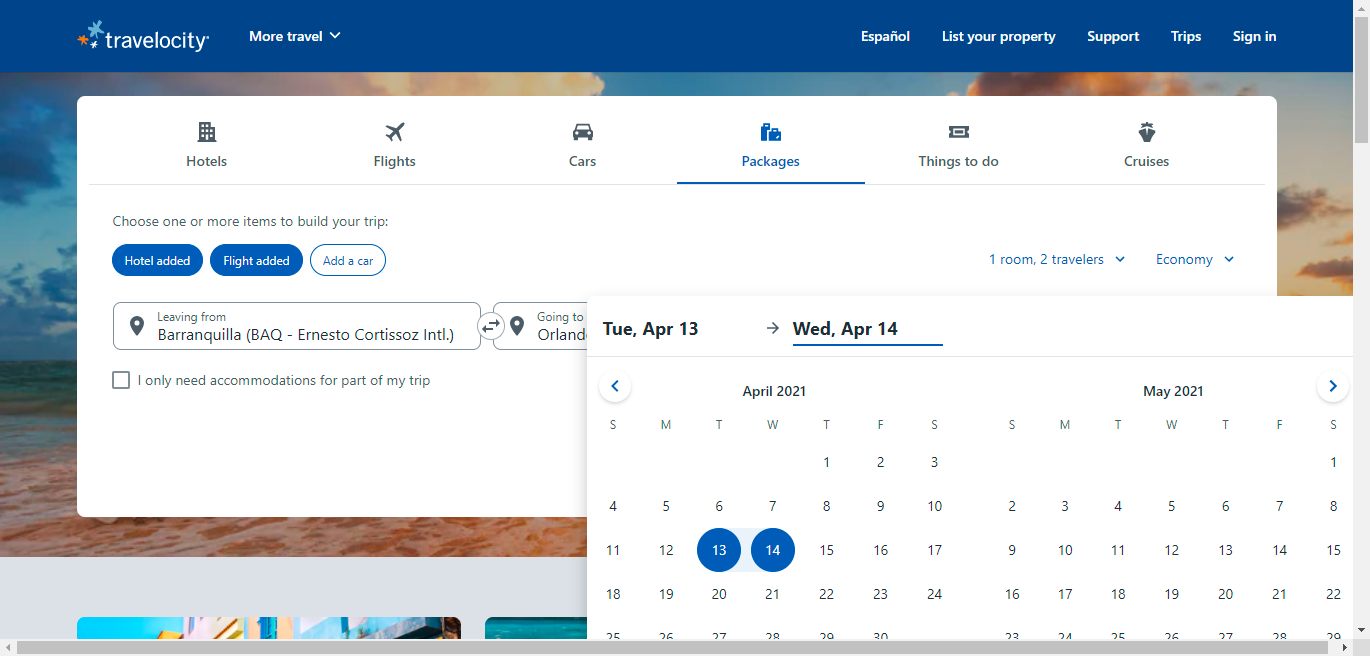 travelocity
More travel
Español
List your property
Support
Trips
Sign in
Hotels
Flights
Cars
Packages
Things to do
Cruises
Choose one or more items to build your trip:
Hotel added
Flight added
Add a car
1 room, 2 travelers
Economy
Leaving from
Barranquilla (BAQ - Ernesto Cortissoz Intl.)
Going to
Tue, Apr 13
Wed, Apr 14
I only need accommodations for part of my trip
April 2021
S M T W T F S
1 2 3
4 5 6 7 8 9 10
11 12 13 14 15 16 17
18 19 20 21 22 23 24
25 26 27 28 29 30
May 2021
S M T W T F S
1
2 3 4 5 6 7 8
9 10 11 12 13 14 15
16 17 18 19 20 21 22
23 24 25 26 27 28 29